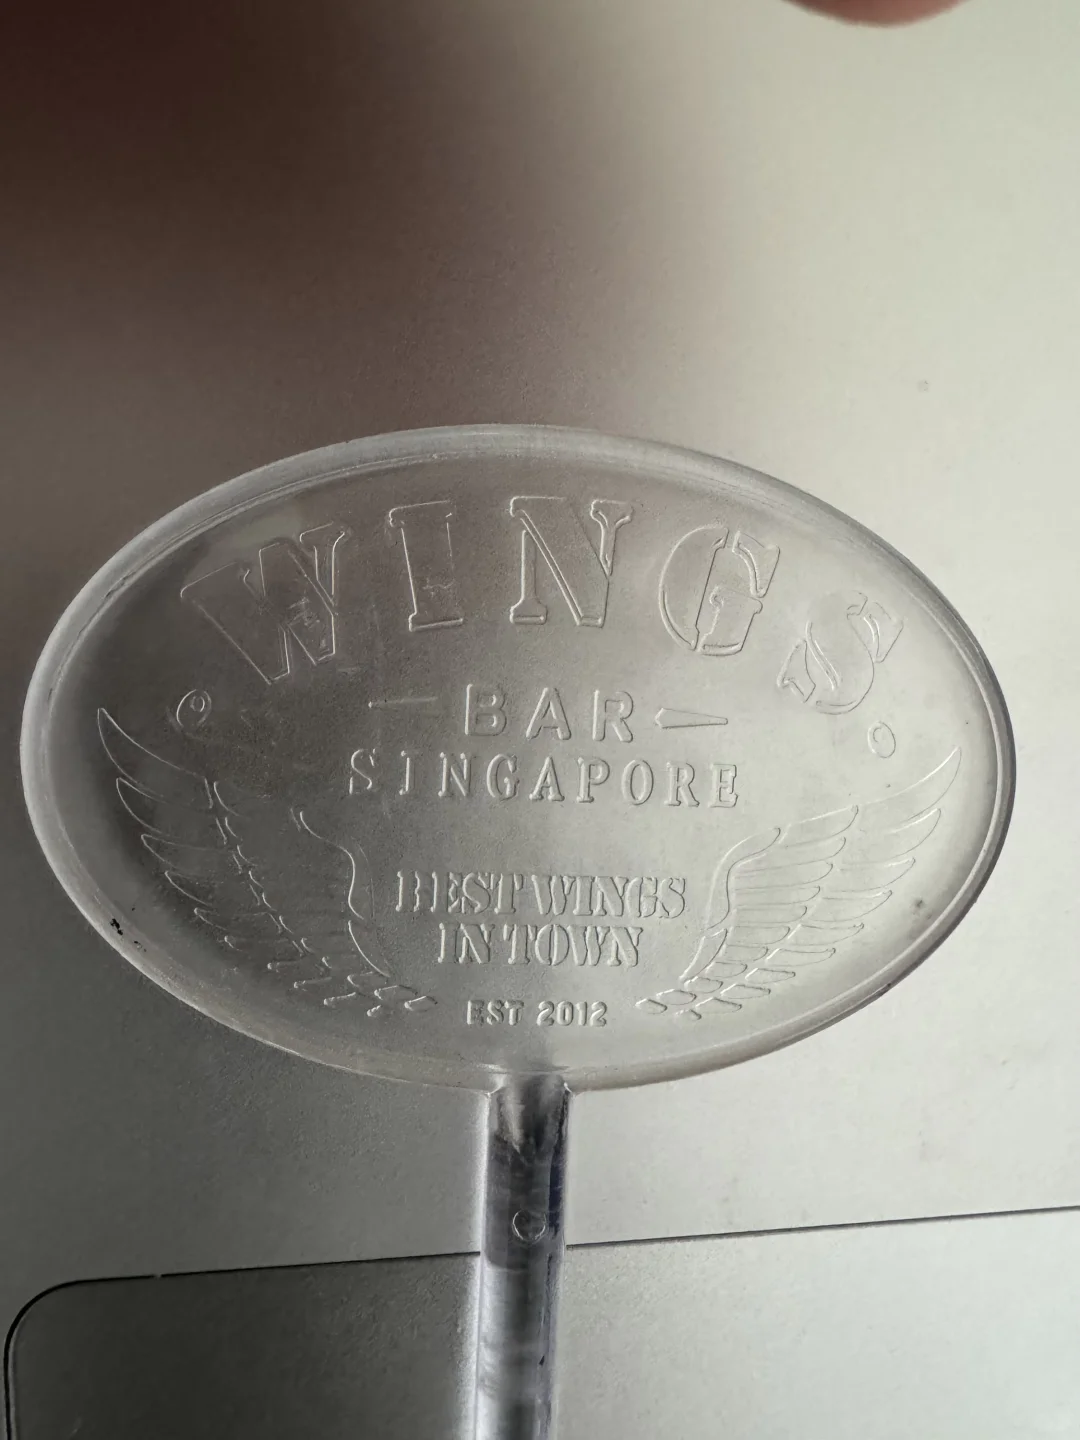 WINGS
BAR
SINGAPORE
BEST WINGS
IN TOWN
EST 2012